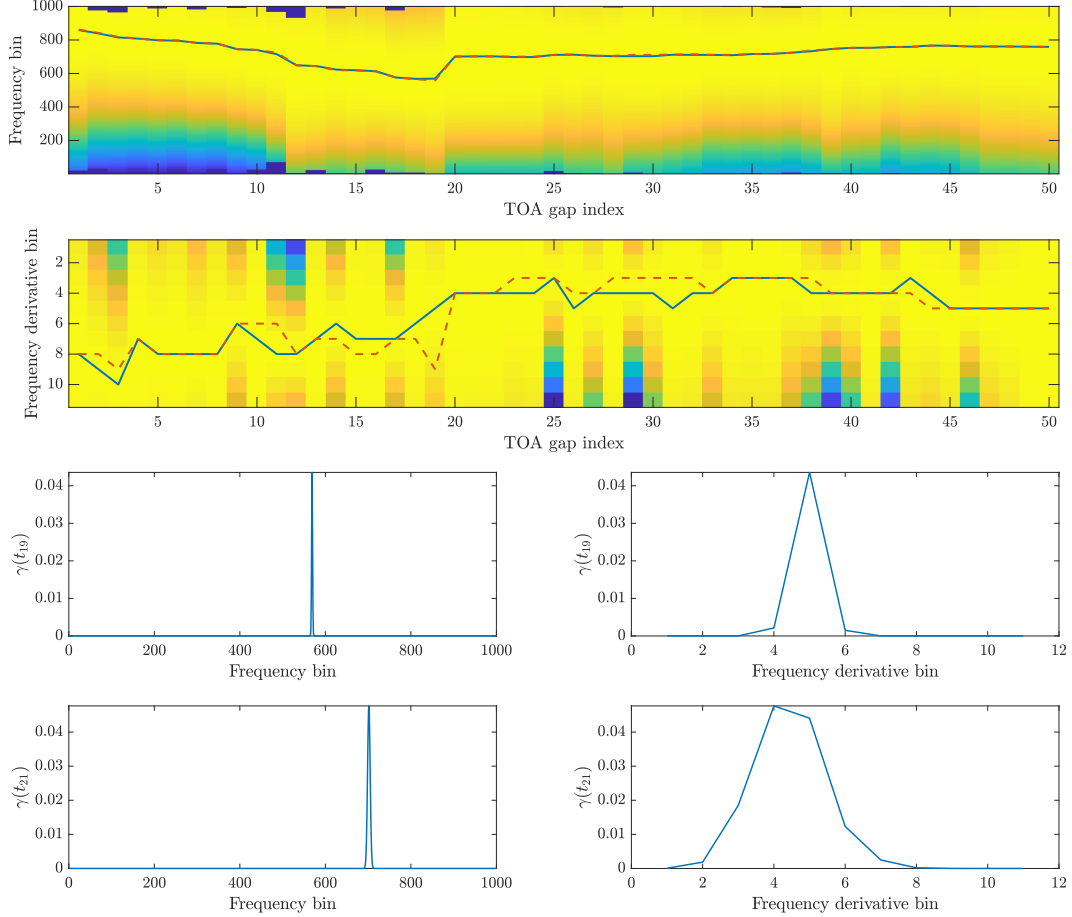 Frequency bin
1000
800
600
400
200
5 10 15 20 25 30 35 40 45 50
TOA gap index
Frequency derivative bin
2
4
6
8
10
5 10 15 20 25 30 35 40 45 50
TOA gap index
γ(t₁₉)
0.04
0.03
0.02
0.01
0
0 200 400 600 800 1000
Frequency bin
γ(t₁₉)
0.04
0.03
0.02
0.01
0
0 2 4 6 8 10 12
Frequency derivative bin
γ(t₂₁)
0.04
0.03
0.02
0.01
0
0 200 400 600 800 1000
Frequency bin
γ(t₂₁)
0.04
0.03
0.02
0.01
0
0 2 4 6 8 10 12
Frequency derivative bin